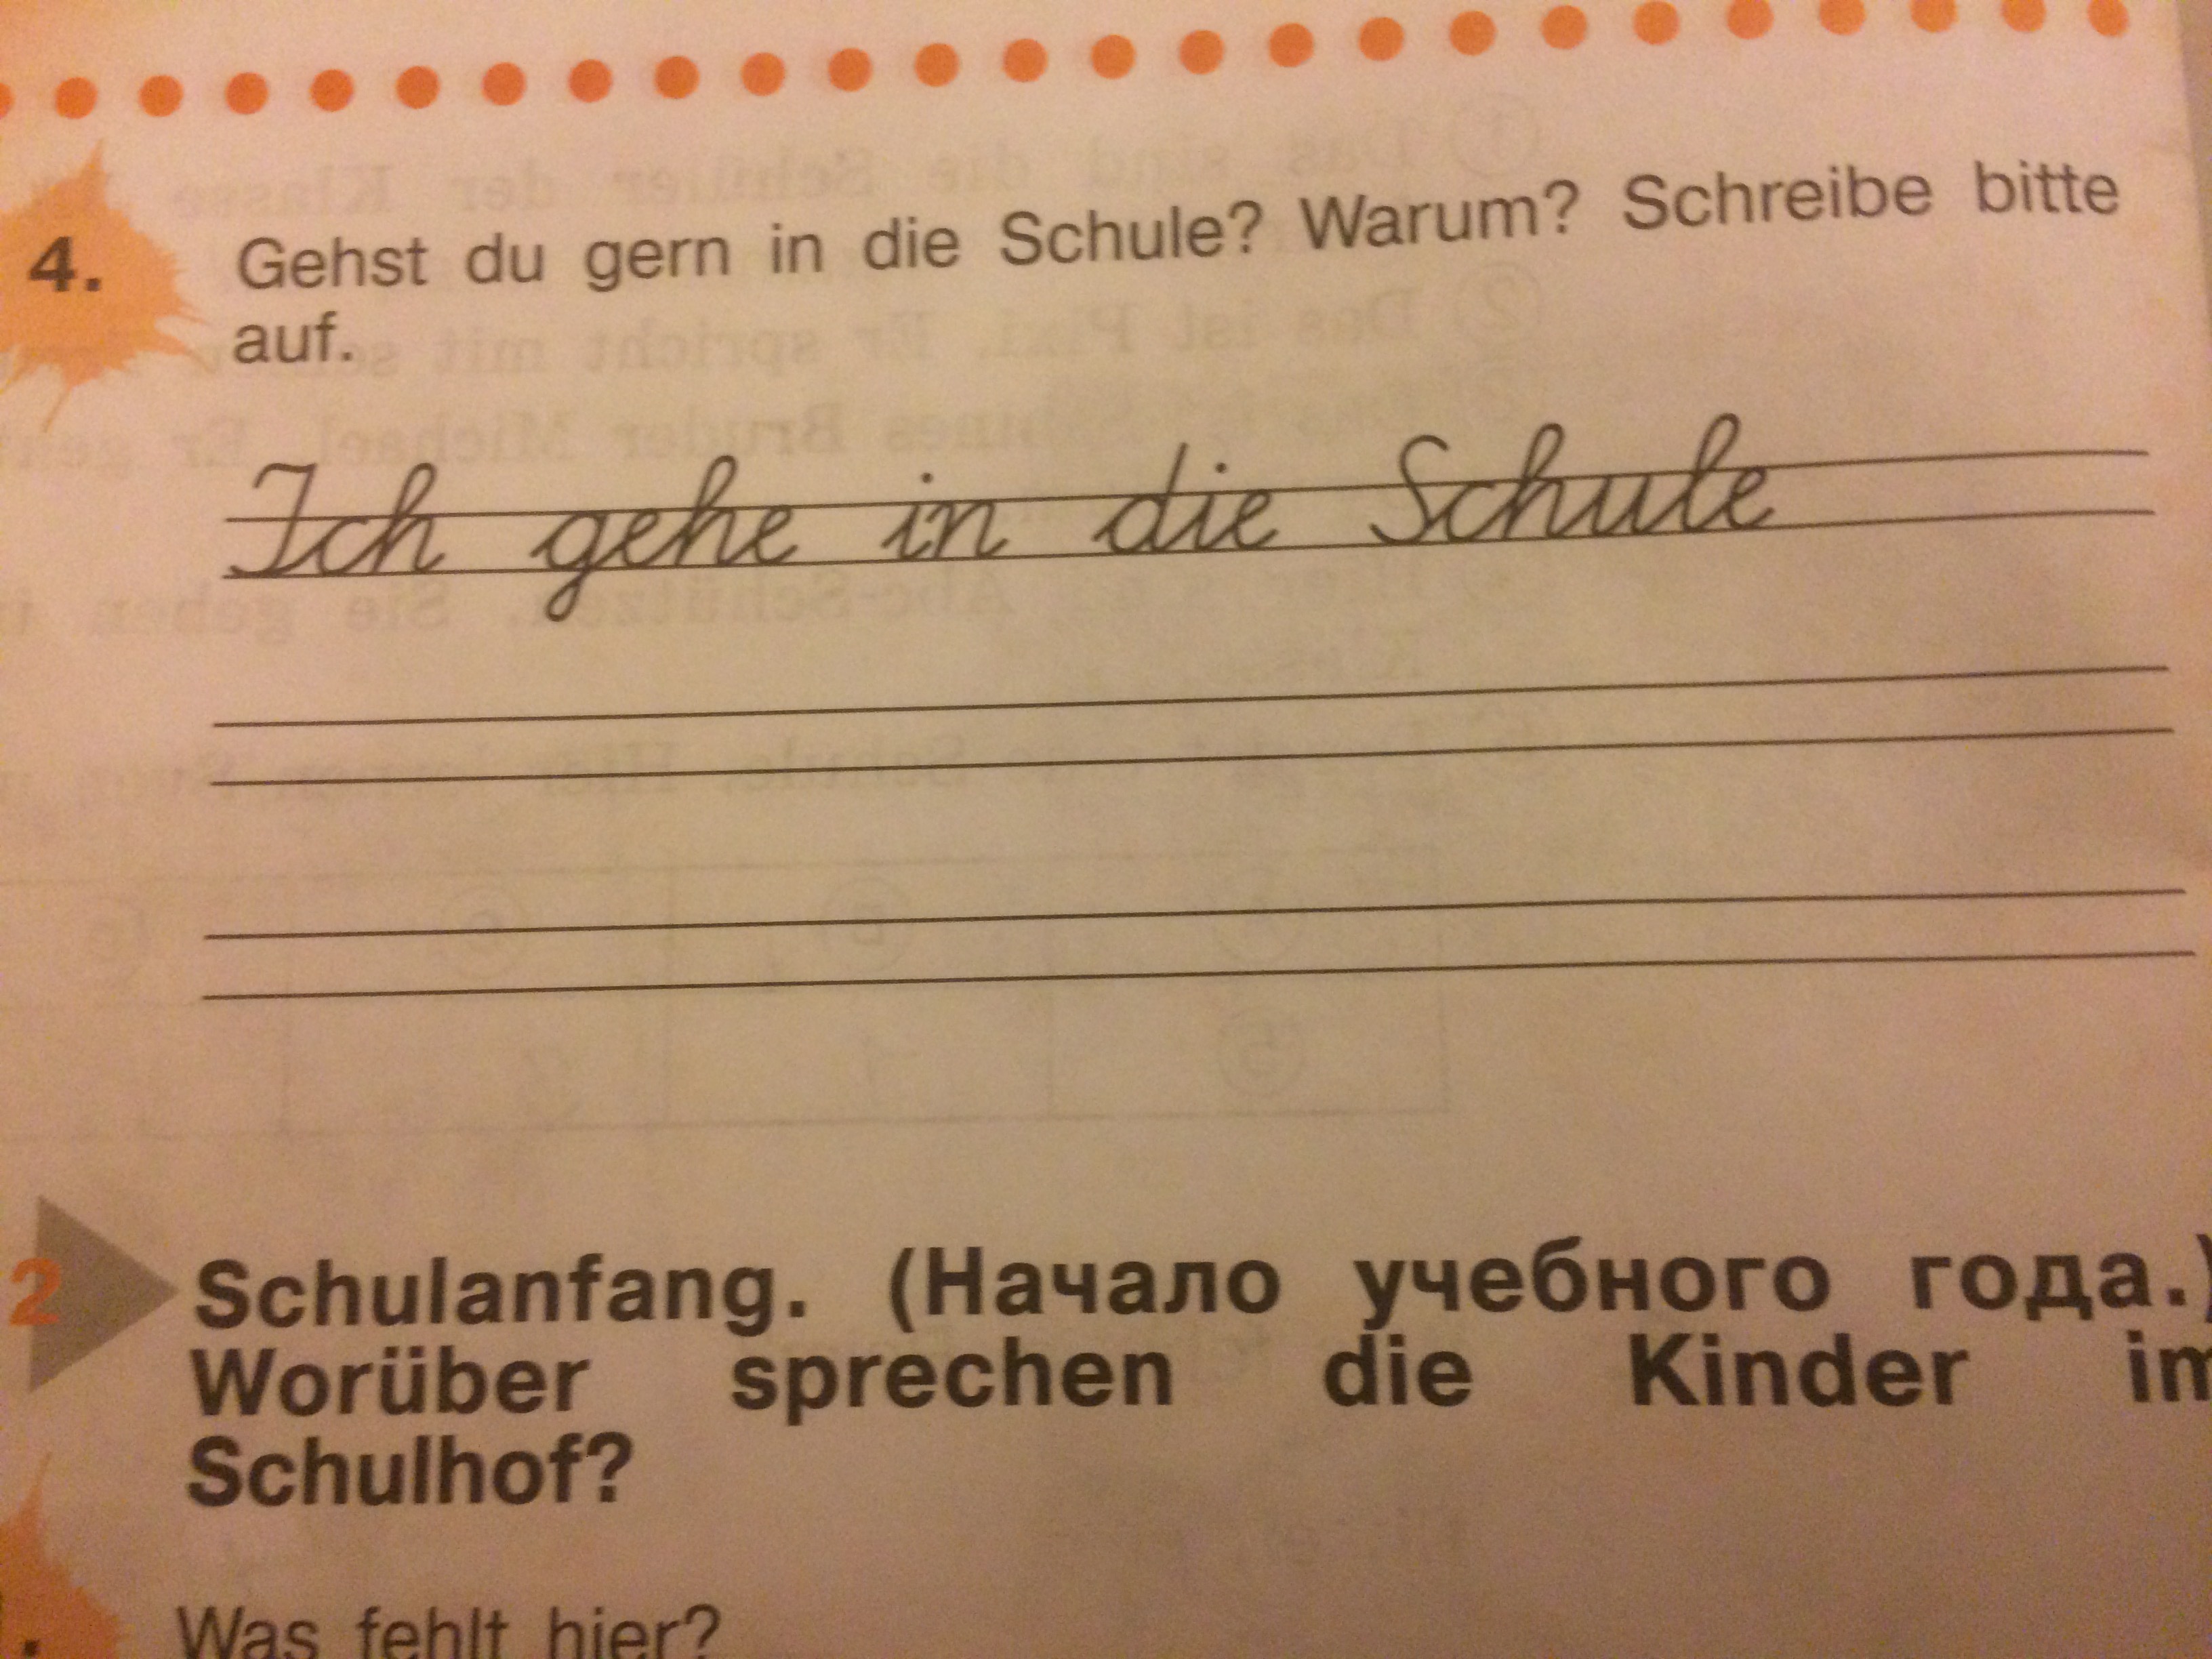 4. Gehst du gern in die Schule? Warum? Schreibe bitte
auf.
Ich gehe in die Schule
2 Schulanfang. (Начало учебного года.)
Worüber sprechen die Kinder im
Schulhof?
Was fehlt hier?